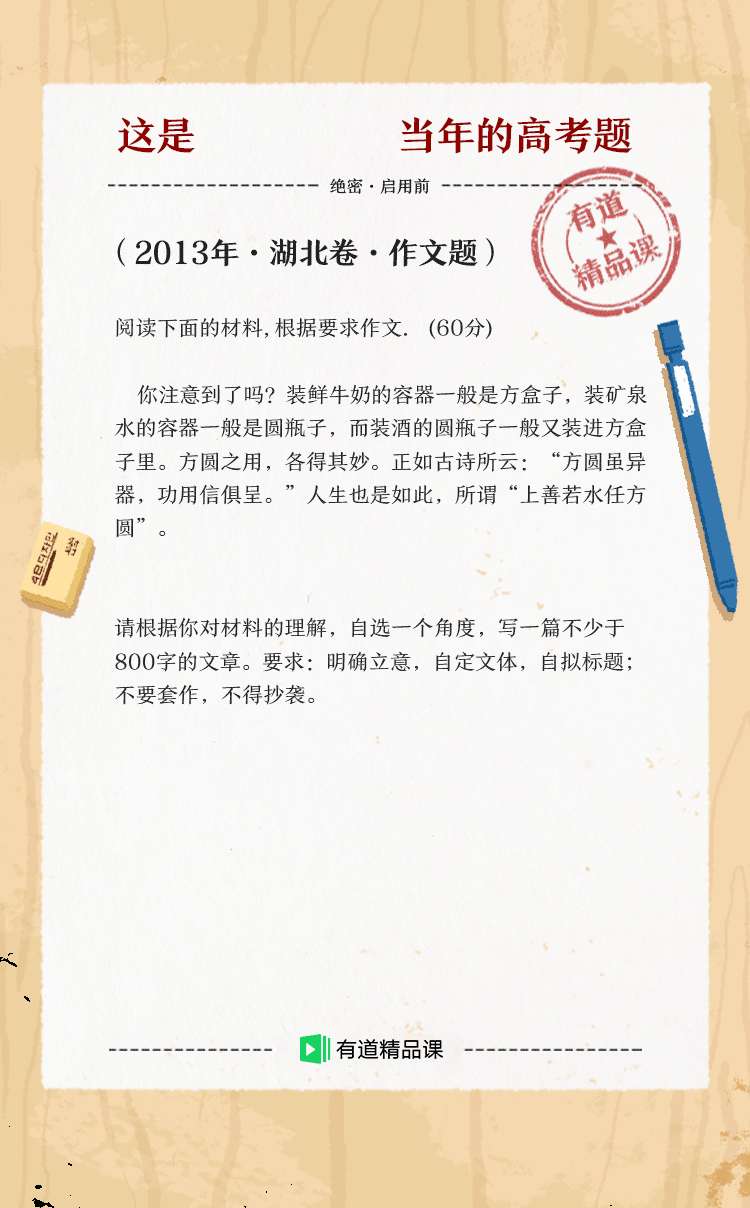 这是 当年的高考题
绝密·启用前
有道
精品课
（2013年·湖北卷·作文题）
阅读下面的材料, 根据要求作文. (60分)
你注意到了吗？装鲜牛奶的容器一般是方盒子，装矿泉
水的容器一般是圆瓶子，而装酒的圆瓶子一般又装进方盒
子里。方圆之用，各得其妙。正如古诗所云：“方圆虽异
器，功用信俱呈。”人生也是如此，所谓“上善若水任方
圆”。
请根据你对材料的理解，自选一个角度，写一篇不少于
800字的文章。要求：明确立意，自定文体，自拟标题；
不要套作，不得抄袭。
有道精品课